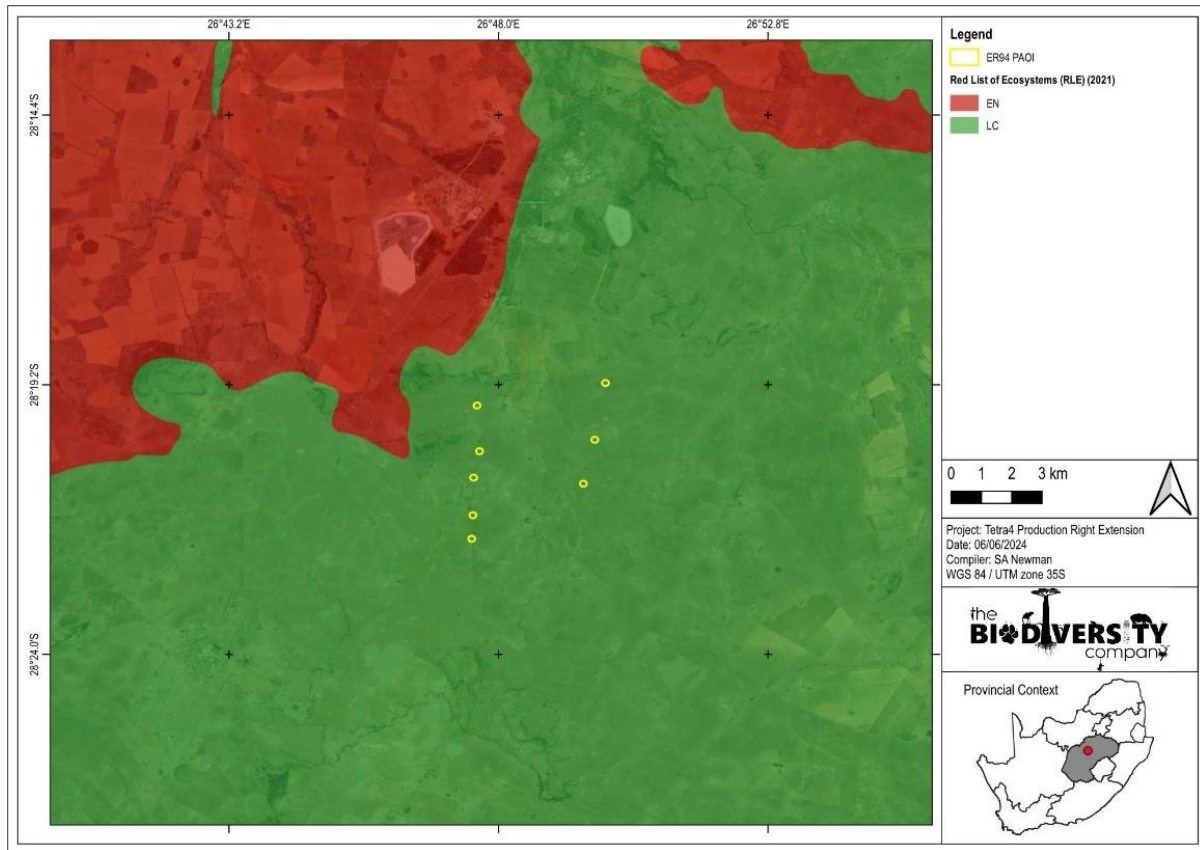 26°43.2'E
26°48.0'E
26°52.8'E
28°14.4'S
28°19.2'S
28°24.0'S
Legend
ER94 PAOI
Red List of Ecosystems (RLE) (2021)
EN
LC
0 1 2 3 km
Project: Tetra4 Production Right Extension
Date: 06/06/2024
Compiler: SA Newman
WGS 84 / UTM zone 35S
the
BIODIVERSITY
company
Provincial Context